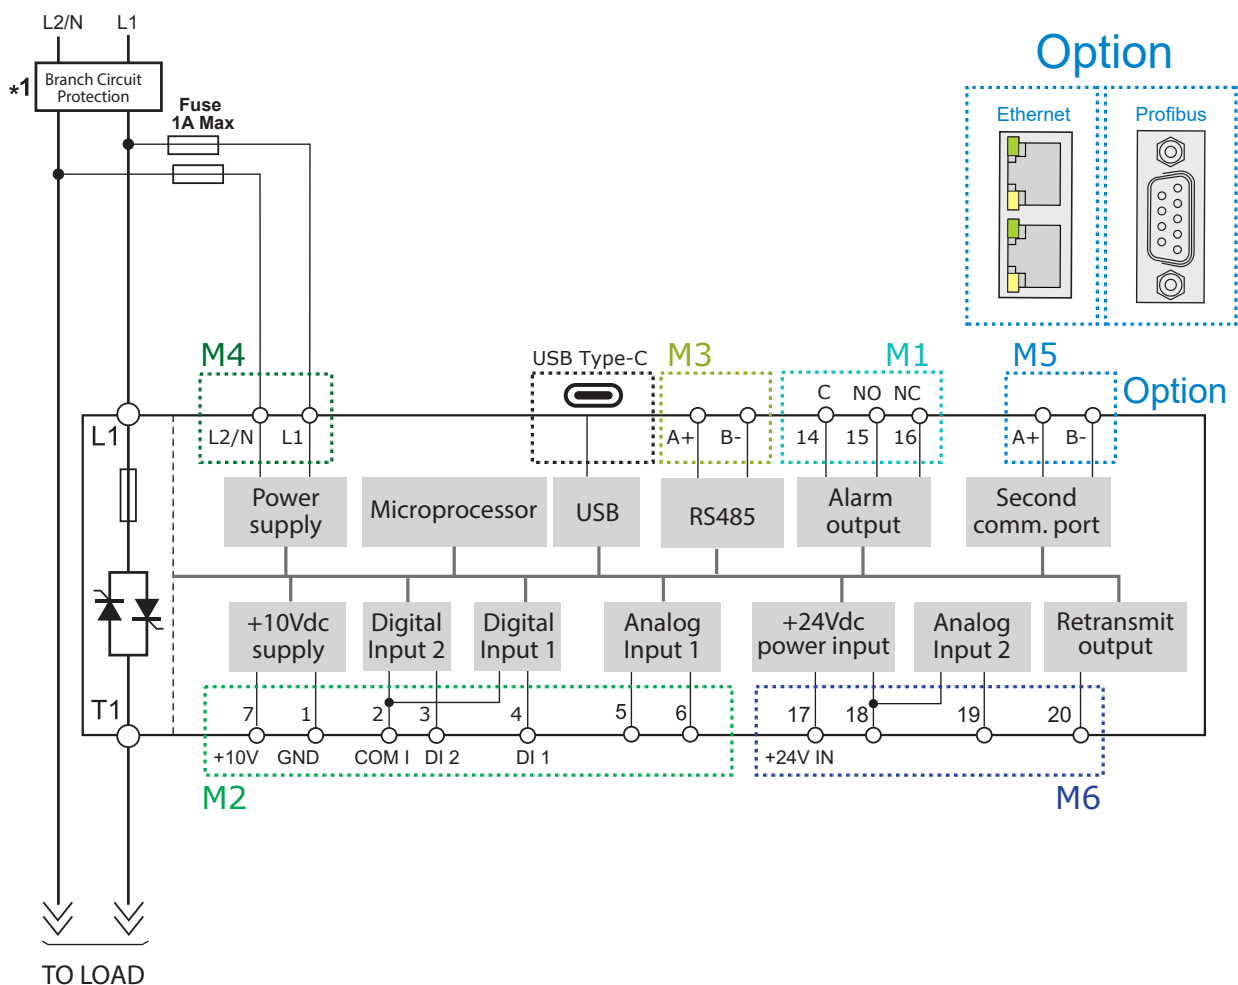 L2/N L1
Option
*1
Branch Circuit
Protection
Fuse
1A Max
Ethernet Profibus
M4
USB Type-C
M3
M1
M5
Option
C NO NC
L1
L2/N L1
A+ B-
14 15 16
A+ B-
Power
supply
Microprocessor
USB
RS485
Alarm
output
Second
comm. port
+10Vdc
supply
Digital
Input 2
Digital
Input 1
Analog
Input 1
+24Vdc
power input
Analog
Input 2
Retransmit
output
T1
7 1 2 3 4 5 6 17 18 19 20
+10V GND COM I DI 2 DI 1 +24V IN
M2
M6
TO LOAD